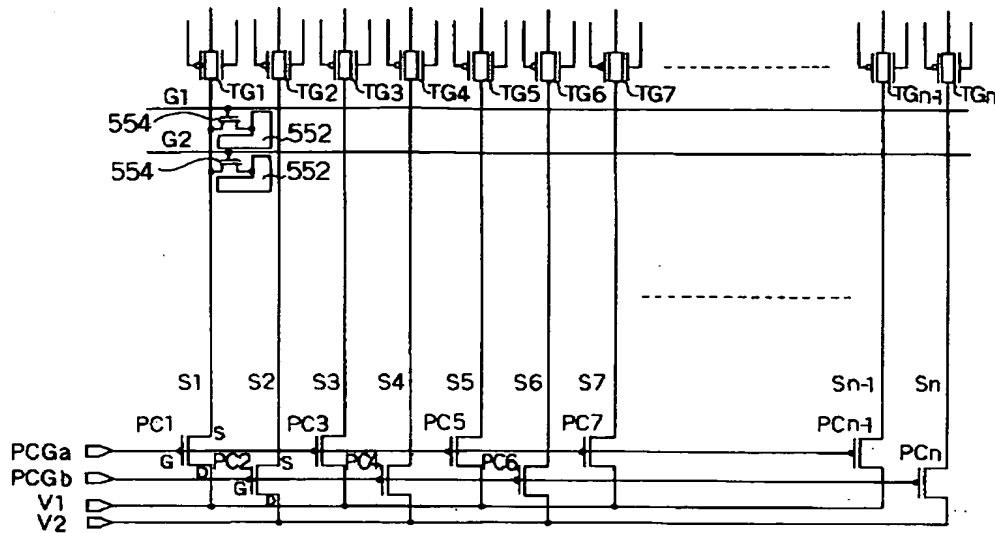 TG1 TG2 TG3 TG4 TG5 TG6 TG7 TGn-1 TGn
G1
554 552
G2
554 552
S1 S2 S3 S4 S5 S6 S7 Sn-1 Sn
PC1 PC3 PC5 PC7 PCn-1
S
PCGa
G PC2 S PC4 PC6 PCn
D
PCGb
G
D
V1
V2